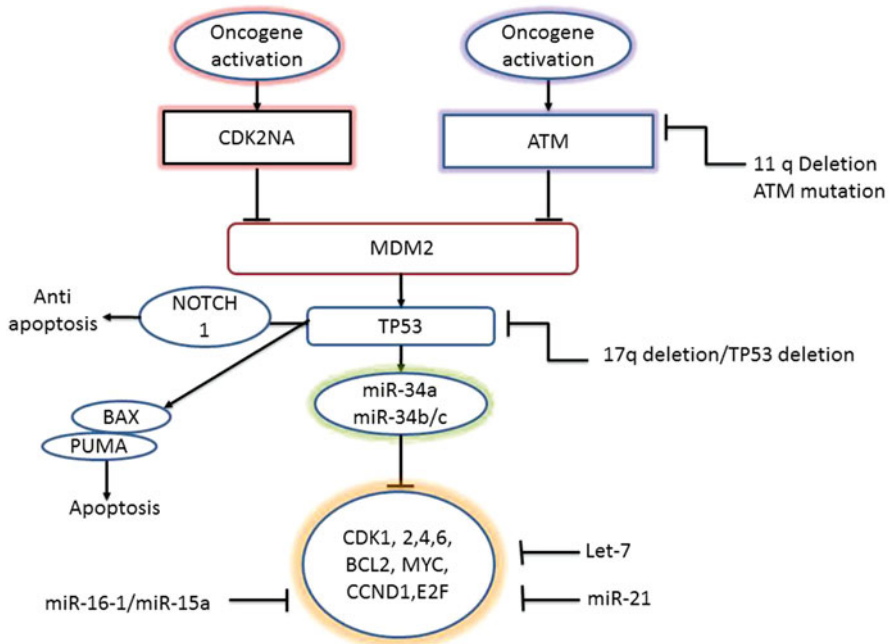 Oncogene
activation
Oncogene
activation
CDK2NA
ATM
11 q Deletion
ATM mutation
MDM2
Anti
apoptosis
NOTCH
1
TP53
17q deletion/TP53 deletion
miR-34a
miR-34b/c
BAX
PUMA
Apoptosis
CDK1, 2,4,6,
BCL2, MYC,
CCND1,E2F
Let-7
miR-16-1/miR-15a
miR-21